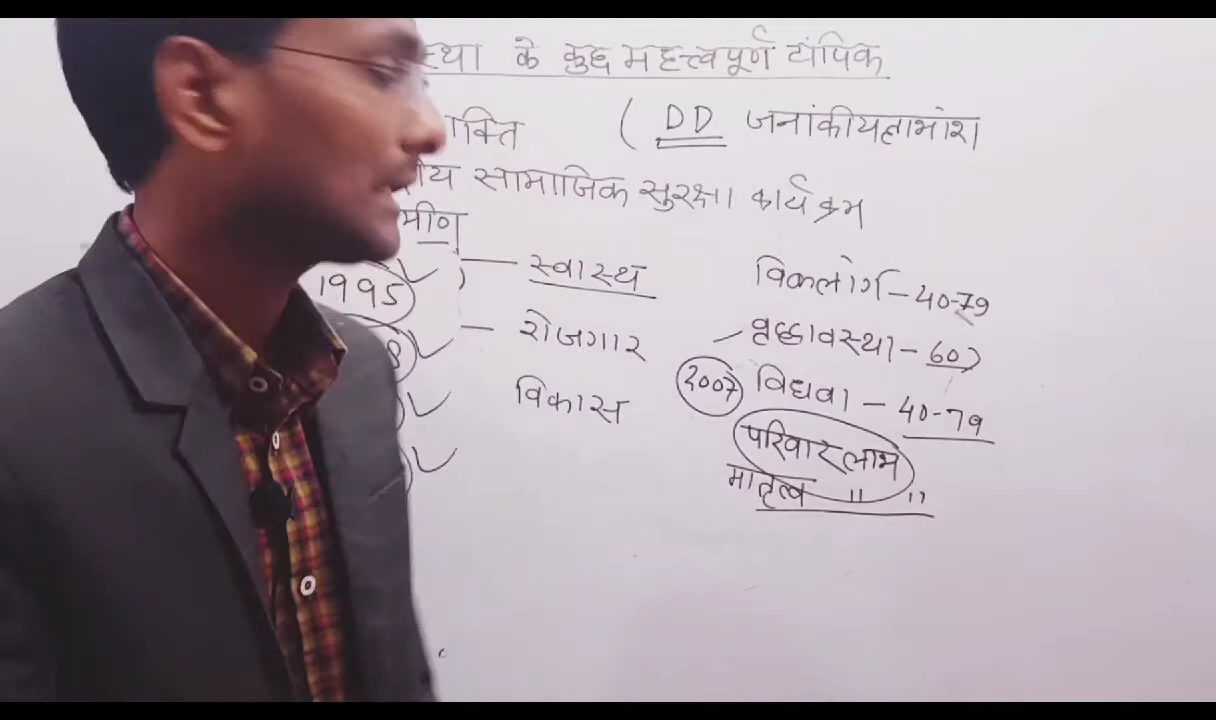 स्था के कुछ महत्त्वपूर्ण टॉपिक
क्ति ( DD जनांकीयलाभांश)
ीय सामाजिक सुरक्षा कार्यक्रम
मीण
1995 — स्वास्थ
— रोजगार
विकास
विकलांग - 40-79
वृद्धावस्था - 60>
2007 विधवा - 40-79
परिवार लाभ
मातृत्व " "